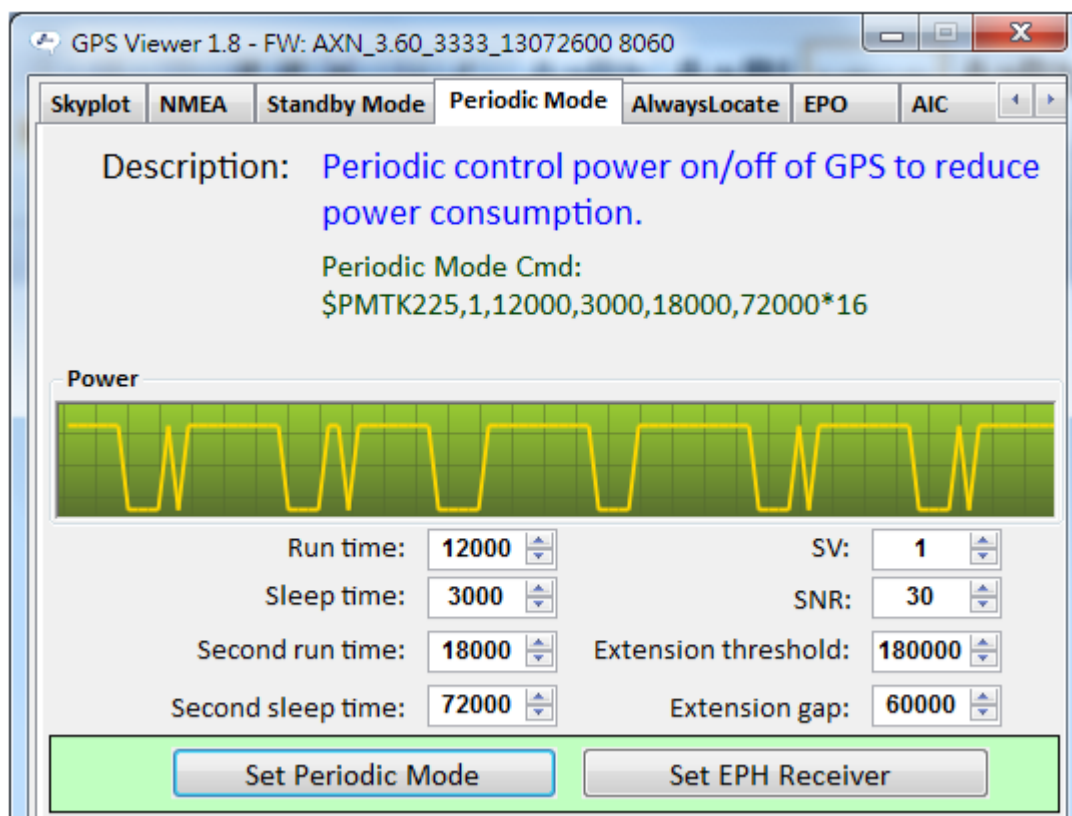 GPS Viewer 1.8 - FW: AXN_3.60_3333_13072600 8060
Skyplot NMEA Standby Mode Periodic Mode AlwaysLocate EPO AIC
Description: Periodic control power on/off of GPS to reduce
power consumption.
Periodic Mode Cmd:
$PMTK225,1,12000,3000,18000,72000*16
Power
Run time: 12000 SV: 1
Sleep time: 3000 SNR: 30
Second run time: 18000 Extension threshold: 180000
Second sleep time: 72000 Extension gap: 60000
Set Periodic Mode Set EPH Receiver